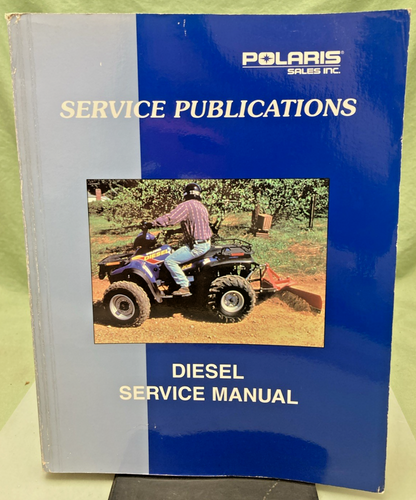 POLARIS®
SALES INC.
SERVICE PUBLICATIONS
DIESEL
SERVICE MANUAL